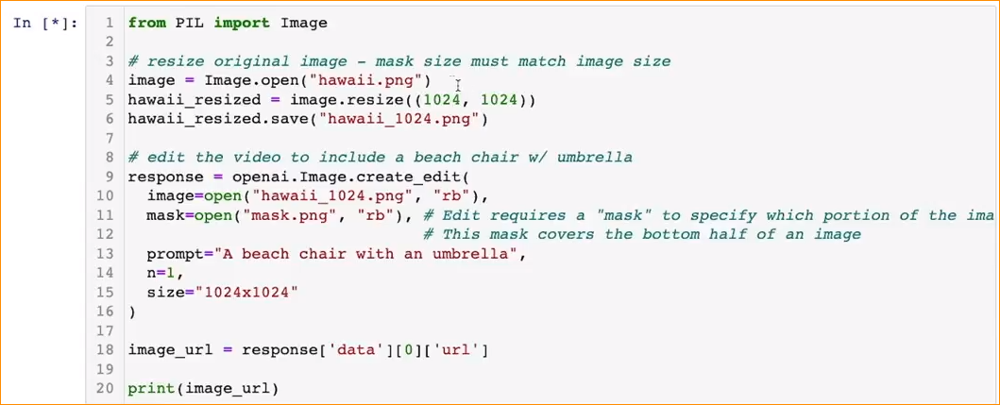 In [*]:
1 from PIL import Image
2
3 # resize original image - mask size must match image size
4 image = Image.open("hawaii.png")
5 hawaii_resized = image.resize((1024, 1024))
6 hawaii_resized.save("hawaii_1024.png")
7
8 # edit the video to include a beach chair w/ umbrella
9 response = openai.Image.create_edit(
10   image=open("hawaii_1024.png", "rb"),
11   mask=open("mask.png", "rb"), # Edit requires a "mask" to specify which portion of the ima
12                                # This mask covers the bottom half of an image
13   prompt="A beach chair with an umbrella",
14   n=1,
15   size="1024x1024"
16 )
17
18 image_url = response['data'][0]['url']
19
20 print(image_url)